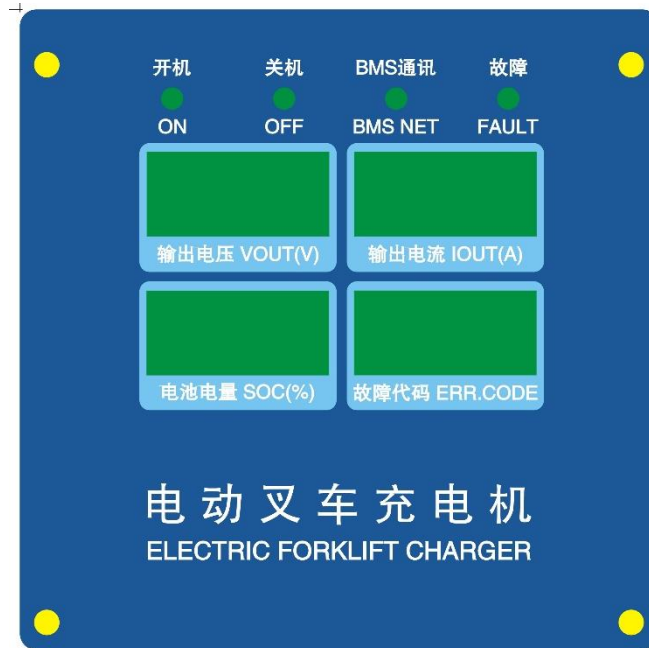 开机 关机 BMS通讯 故障
ON OFF BMS NET FAULT
输出电压 VOUT(V) 输出电流 IOUT(A)
电池电量 SOC(%) 故障代码 ERR.CODE
电动叉车充电机
ELECTRIC FORKLIFT CHARGER